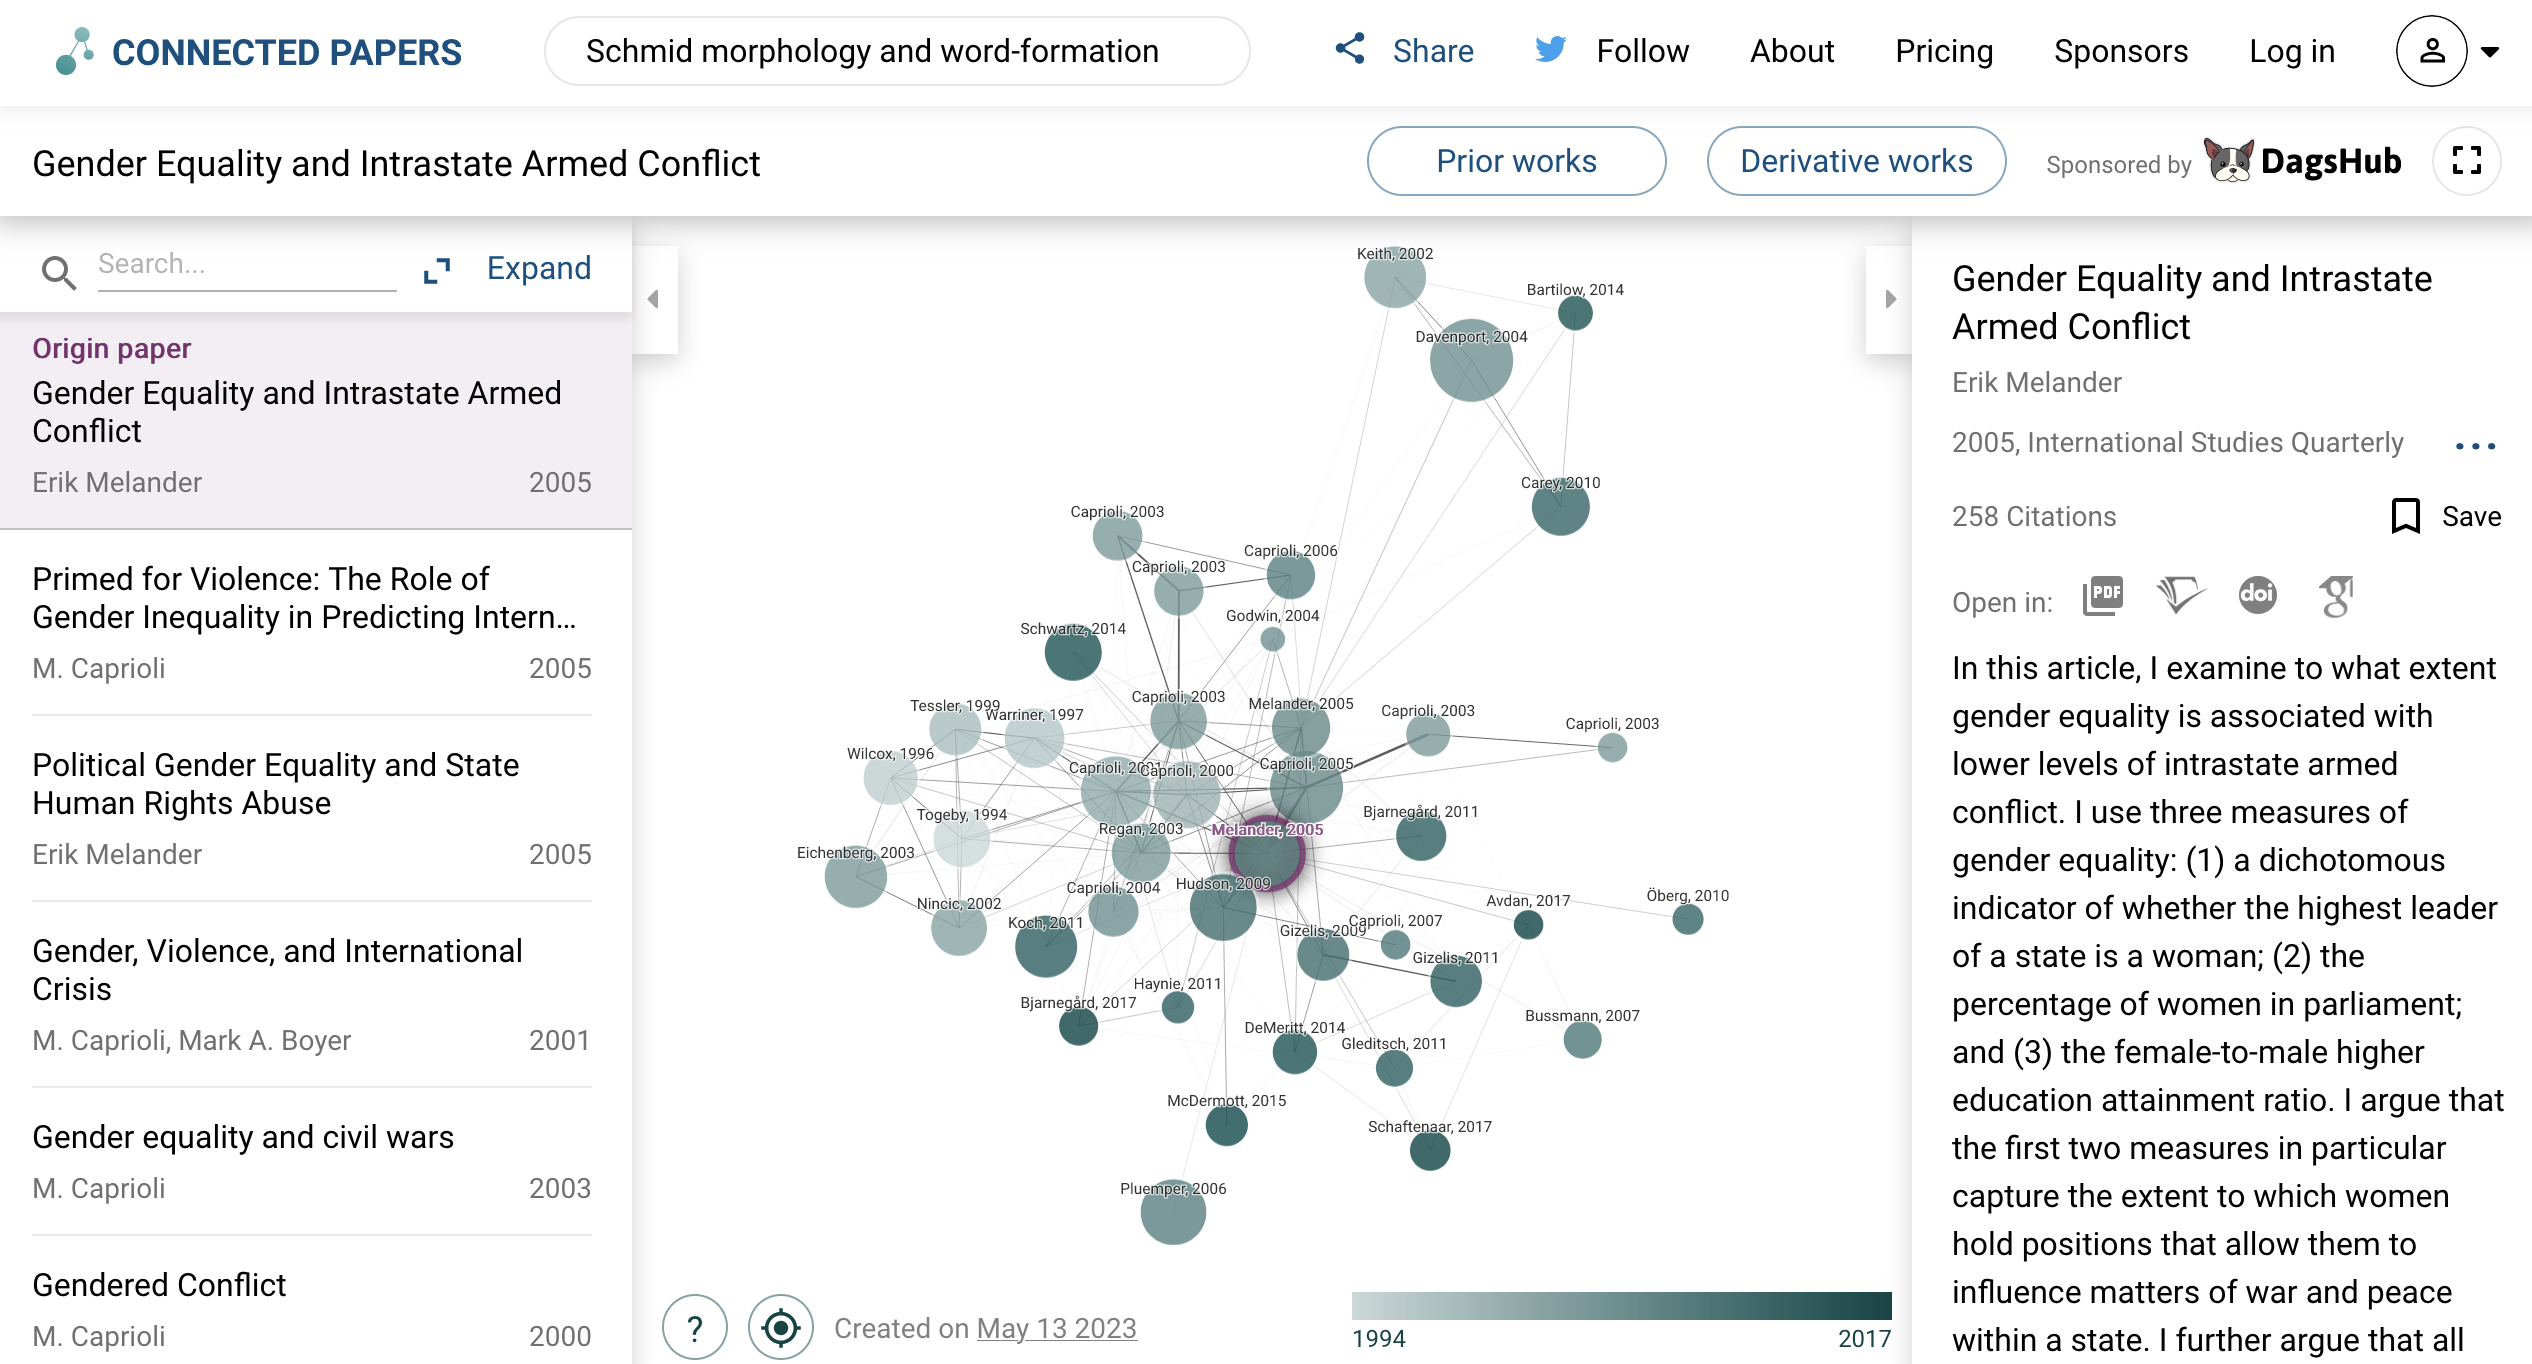 CONNECTED PAPERS
Schmid morphology and word-formation
Share
Follow
About
Pricing
Sponsors
Log in
Gender Equality and Intrastate Armed Conflict
Prior works
Derivative works
Sponsored by
DagsHub
Search...
Expand
Origin paper
Gender Equality and Intrastate Armed
Conflict
Erik Melander 2005
Primed for Violence: The Role of
Gender Inequality in Predicting Intern...
M. Caprioli 2005
Political Gender Equality and State
Human Rights Abuse
Erik Melander 2005
Gender, Violence, and International
Crisis
M. Caprioli, Mark A. Boyer 2001
Gender equality and civil wars
M. Caprioli 2003
Gendered Conflict
M. Caprioli 2000
Keith, 2002
Bartilow, 2014
Davenport, 2004
Carey, 2010
Caprioli, 2003
Caprioli, 2006
Caprioli, 2003
Godwin, 2004
Schwartz, 2014
Caprioli, 2003
Melander, 2005
Caprioli, 2003
Caprioli, 2003
Tessler, 1999
Warriner, 1997
Wilcox, 1996
Caprioli, 2001
Caprioli, 2000
Caprioli, 2005
Togeby, 1994
Regan, 2003
Melander, 2005
Bjarnegård, 2011
Eichenberg, 2003
Caprioli, 2004
Hudson, 2009
Nincic, 2002
Koch, 2011
Gizelis, 2009
Caprioli, 2007
Avdan, 2017
Öberg, 2010
Gizelis, 2011
Haynie, 2011
Bjarnegård, 2017
DeMeritt, 2014
Gleditsch, 2011
Bussmann, 2007
McDermott, 2015
Schaftenaar, 2017
Pluemper, 2006
?
Created on May 13 2023
1994 2017
Gender Equality and Intrastate
Armed Conflict
Erik Melander
2005, International Studies Quarterly
258 Citations
Save
Open in:
PDF
doi
g
In this article, I examine to what extent
gender equality is associated with
lower levels of intrastate armed
conflict. I use three measures of
gender equality: (1) a dichotomous
indicator of whether the highest leader
of a state is a woman; (2) the
percentage of women in parliament;
and (3) the female-to-male higher
education attainment ratio. I argue that
the first two measures in particular
capture the extent to which women
hold positions that allow them to
influence matters of war and peace
within a state. I further argue that all